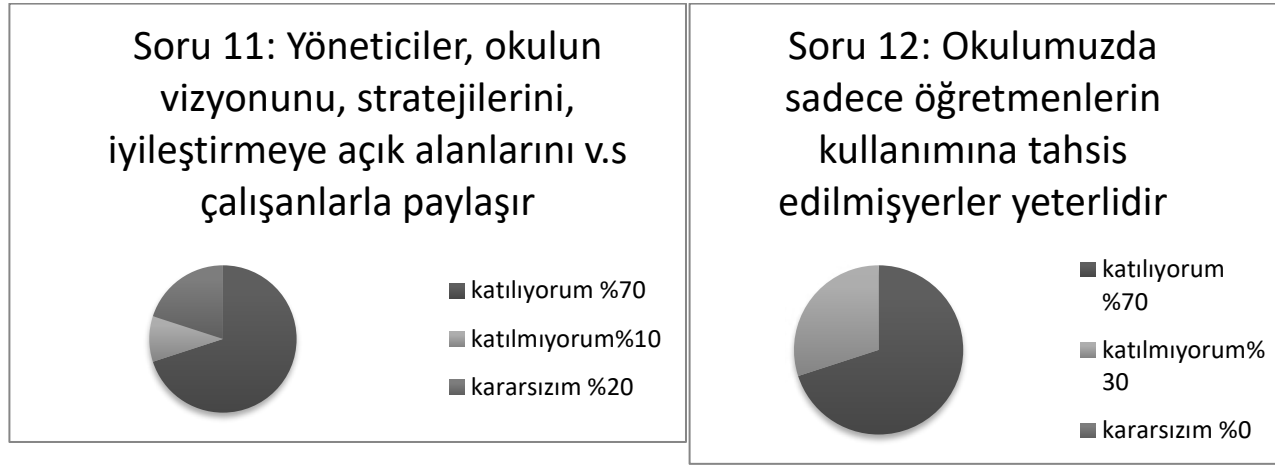 Soru 11: Yöneticiler, okulun
vizyonunu, stratejilerini,
iyileştirmeye açık alanlarını v.s
çalışanlarla paylaşır
katılıyorum %70
katılmıyorum%10
kararsızım %20
Soru 12: Okulumuzda
sadece öğretmenlerin
kullanımına tahsis
edilmişyerler yeterlidir
katılıyorum
%70
katılmıyorum%
30
kararsızım %0